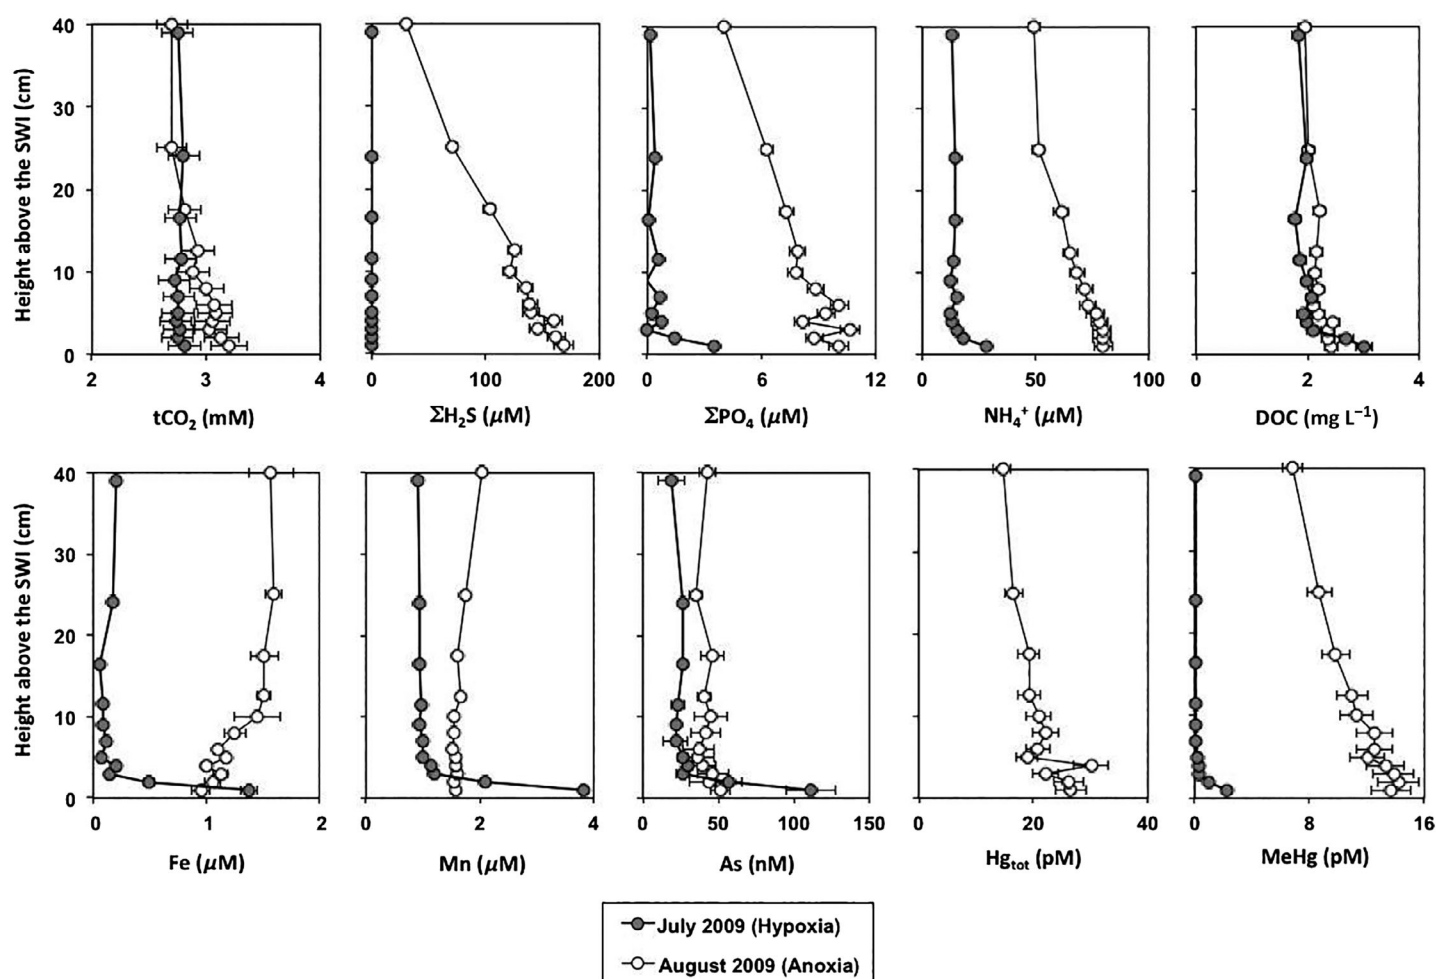 40
30
20
10
0
Height above the SWI (cm)
2 3 4
tCO₂ (mM)
0 100 200
ΣH₂S (µM)
0 6 12
ΣPO₄ (µM)
0 50 100
NH₄⁺ (µM)
0 2 4
DOC (mg L⁻¹)
40
30
20
10
0
Height above the SWI (cm)
0 1 2
Fe (µM)
0 2 4
Mn (µM)
0 50 100 150
As (nM)
0 20 40
Hgtot (pM)
0 8 16
MeHg (pM)
July 2009 (Hypoxia)
August 2009 (Anoxia)